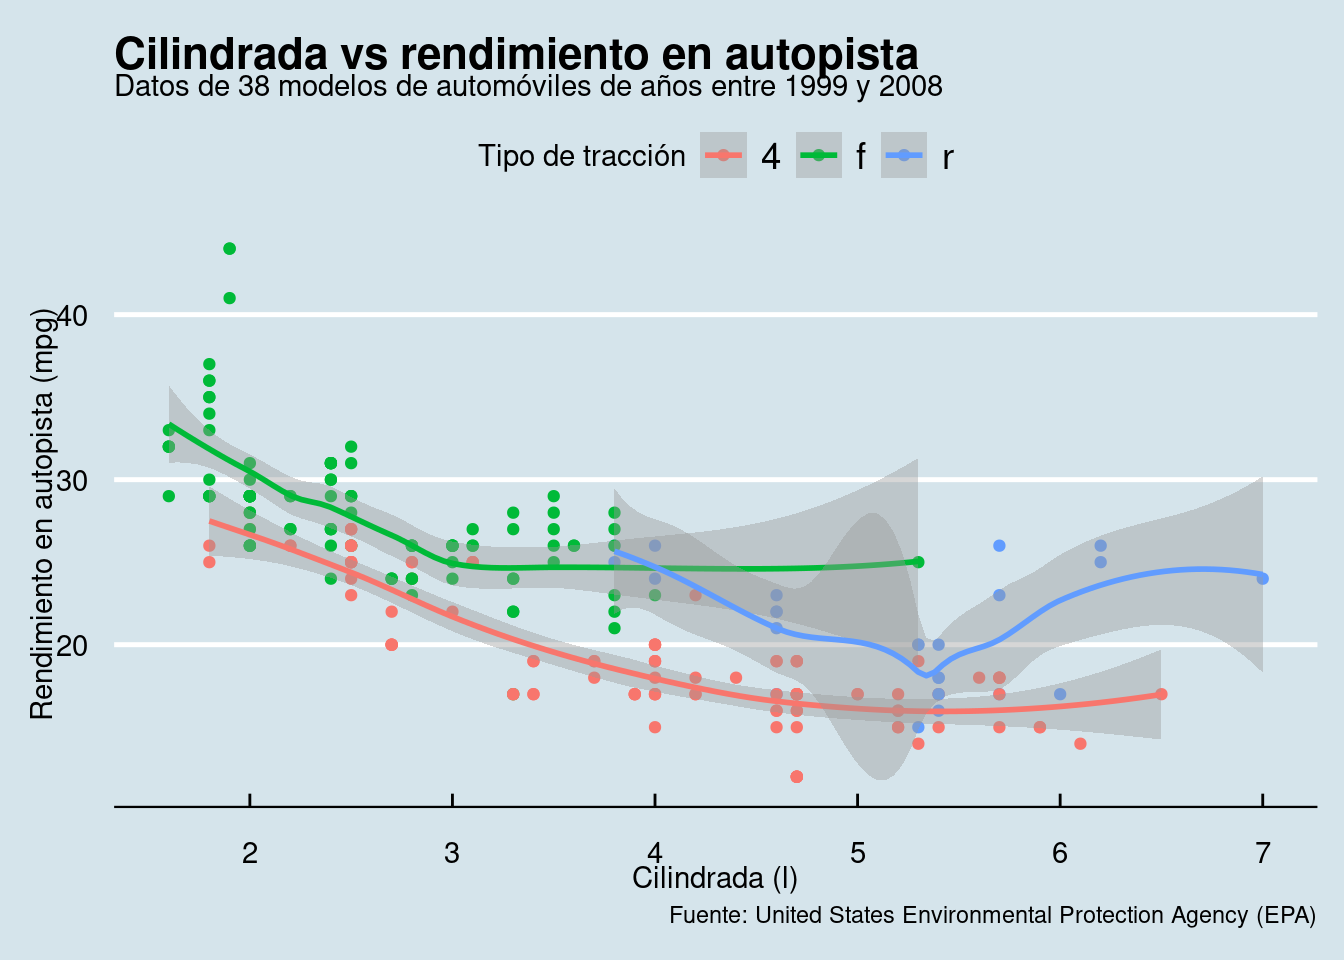 Cilindrada vs rendimiento en autopista
Datos de 38 modelos de automóviles de años entre 1999 y 2008
Tipo de tracción 4 f r
Rendimiento en autopista (mpg)
40
30
20
2 3 4 5 6 7
Cilindrada (l)
Fuente: United States Environmental Protection Agency (EPA)